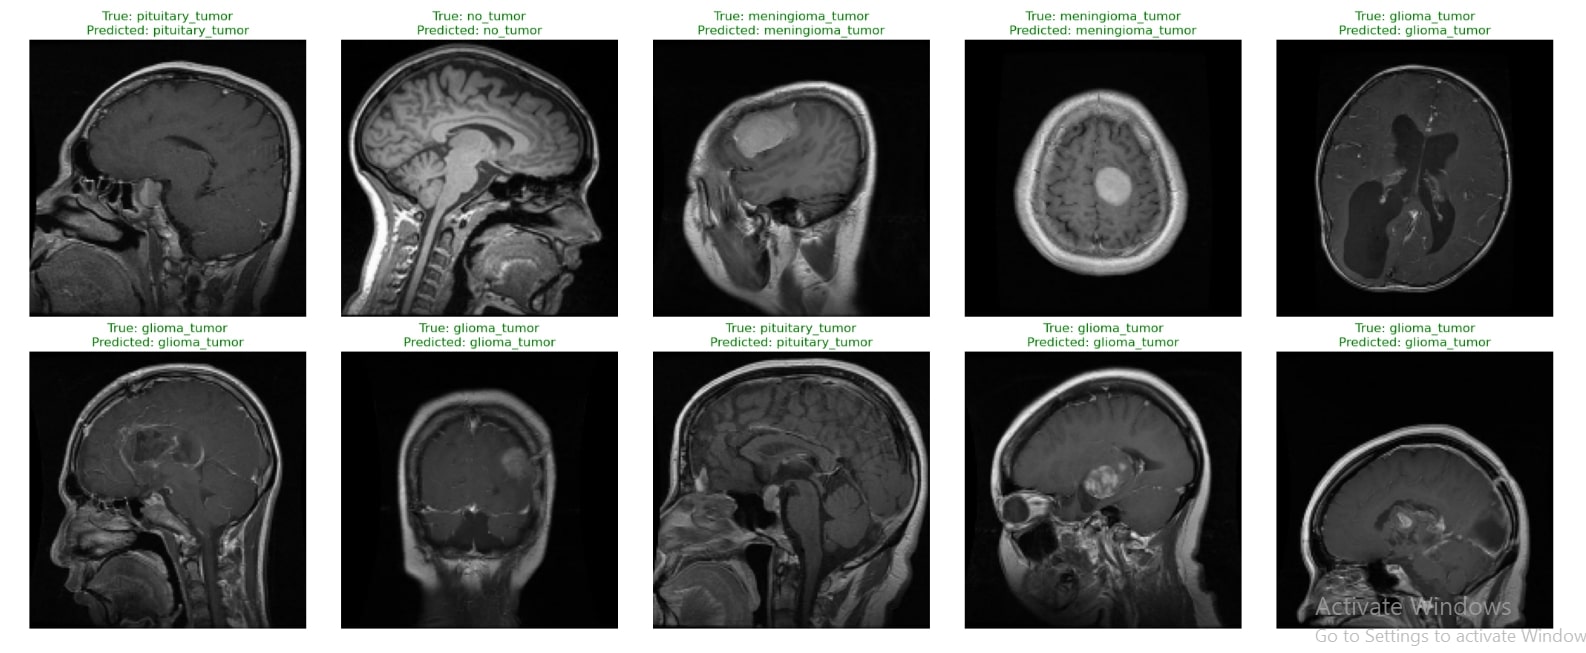 True: pituitary_tumor
Predicted: pituitary_tumor
True: no_tumor
Predicted: no_tumor
True: meningioma_tumor
Predicted: meningioma_tumor
True: meningioma_tumor
Predicted: meningioma_tumor
True: glioma_tumor
Predicted: glioma_tumor
True: glioma_tumor
Predicted: glioma_tumor
True: glioma_tumor
Predicted: glioma_tumor
True: pituitary_tumor
Predicted: pituitary_tumor
True: glioma_tumor
Predicted: glioma_tumor
True: glioma_tumor
Predicted: glioma_tumor
Activate Windows
Go to Settings to activate Window